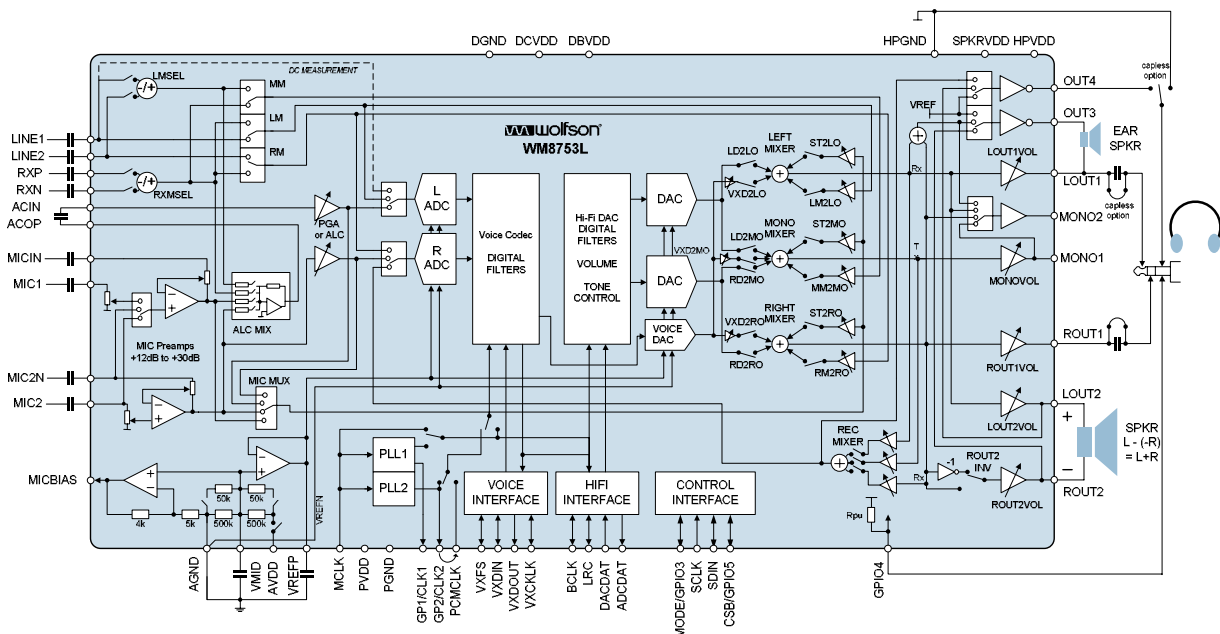 DGND
DCVDD
DBVDD
HPGND
SPKRVDD
HPVDD
DC MEASUREMENT
LMSEL
-/+
MM
LM
RM
LINE1
LINE2
RXP
RXN
-/+
RXMSEL
ACIN
ACOP
MICIN
MIC1
MIC2N
MIC2
MICBIAS
PGA
or ALC
ALC MIX
MIC Preamps
+12dB to +30dB
MIC MUX
wolfson
WM8753L
L
ADC
R
ADC
Voice Codec
DIGITAL
FILTERS
Hi-Fi DAC
DIGITAL
FILTERS
VOLUME
TONE
CONTROL
DAC
DAC
VOICE
DAC
VXD2MO
LD2LO
VXD2LO
LEFT
MIXER
ST2LO
LM2LO
LD2MO
RD2MO
MONO
MIXER
ST2MO
MM2MO
VXD2RO
RD2RO
RIGHT
MIXER
ST2RO
RM2RO
VREF
Rx
T
OUT4
OUT3
capless
option
EAR
SPKR
LOUT1VOL
LOUT1
capless
option
MONO2
MONO1
MONOVOL
ROUT1
ROUT1VOL
LOUT2
LOUT2VOL
+
SPKR
L - (-R)
= L+R
–
ROUT2
ROUT2VOL
-1
ROUT2
INV
Rx
REC
MIXER
Rpu
PLL1
PLL2
VOICE
INTERFACE
HIFI
INTERFACE
CONTROL
INTERFACE
50k
50k
4k
5k
500k
500k
VREFN
AGND
VMID
AVDD
VREFP
MCLK
PVDD
PGND
GP1/CLK1
GP2/CLK2
PCMCLK
VXFS
VXDIN
VXDOUT
VXCKLK
BCLK
LRC
DACDAT
ADCDAT
MODE/GPIO3
SCLK
SDIN
CSB/GPIO5
GPIO4